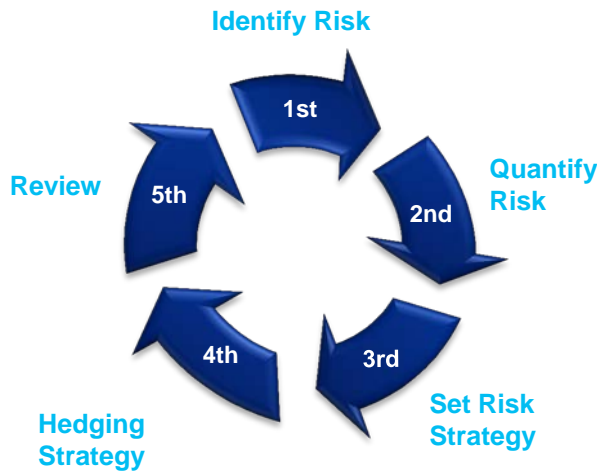 Identify Risk
1st
Quantify
Risk
2nd
3rd
Set Risk
Strategy
4th
Hedging
Strategy
5th
Review